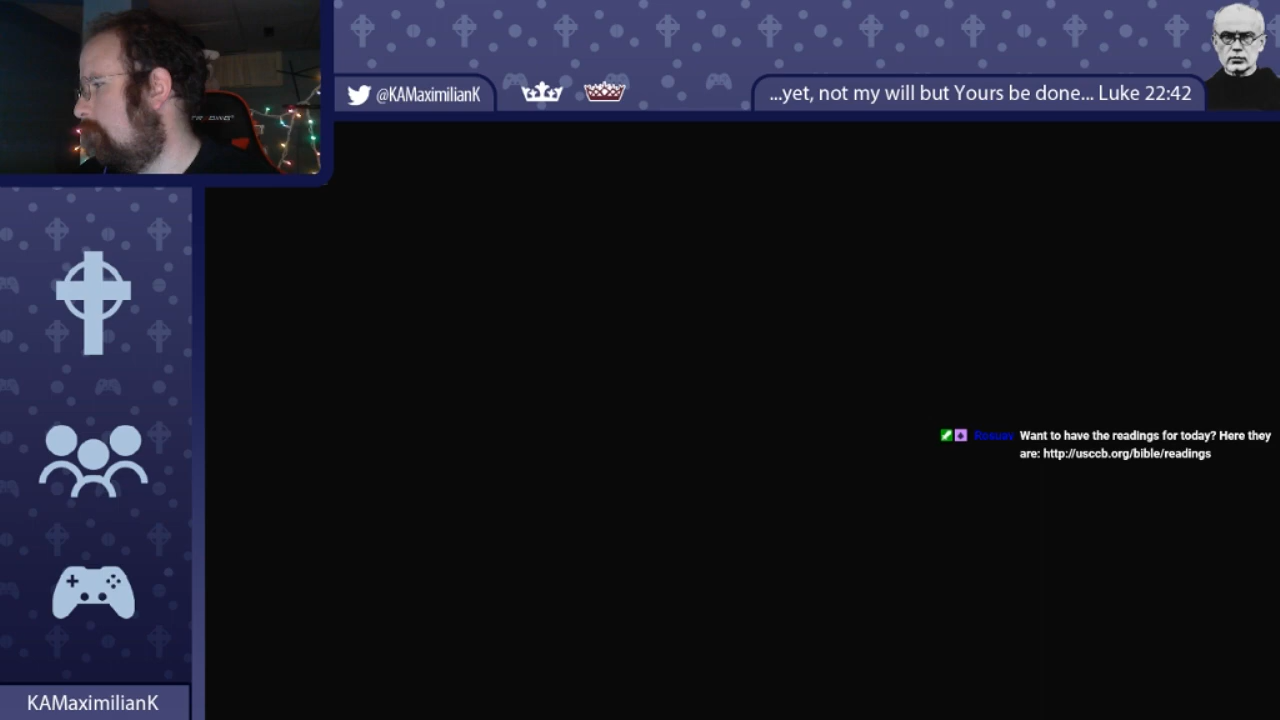 @KAMaximilianK
...yet, not my will but Yours be done... Luke 22:42
Rosuav Want to have the readings for today? Here they
are: http://usccb.org/bible/readings
KAMaximilianK